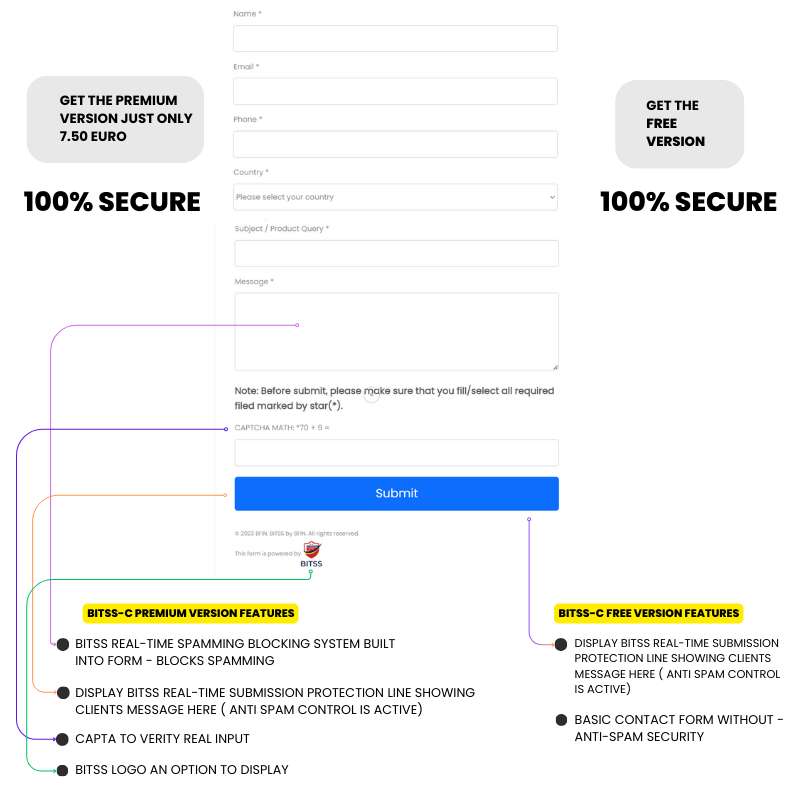 Name *
Email *
GET THE PREMIUM
VERSION JUST ONLY
7.50 EURO
GET THE
FREE
VERSION
Phone *
Country *
Please select your country
100% SECURE
100% SECURE
Subject / Product Query *
Message *
Note: Before submit, please make sure that you fill/select all required
filed marked by star(*).
CAPTCHA MATH: *70 + 9 =
Submit
© 2023 BFIN. BITSS by BFIN. All rights reserved.
This form is powered by
BITSS
BITSS-C PREMIUM VERSION FEATURES
BITSS REAL-TIME SPAMMING BLOCKING SYSTEM BUILT
INTO FORM - BLOCKS SPAMMING
DISPLAY BITSS REAL-TIME SUBMISSION PROTECTION LINE SHOWING
CLIENTS MESSAGE HERE ( ANTI SPAM CONTROL IS ACTIVE)
CAPTA TO VERITY REAL INPUT
BITSS LOGO AN OPTION TO DISPLAY
BITSS-C FREE VERSION FEATURES
DISPLAY BITSS REAL-TIME SUBMISSION
PROTECTION LINE SHOWING CLIENTS
MESSAGE HERE ( ANTI SPAM CONTROL
IS ACTIVE)
BASIC CONTACT FORM WITHOUT -
ANTI-SPAM SECURITY